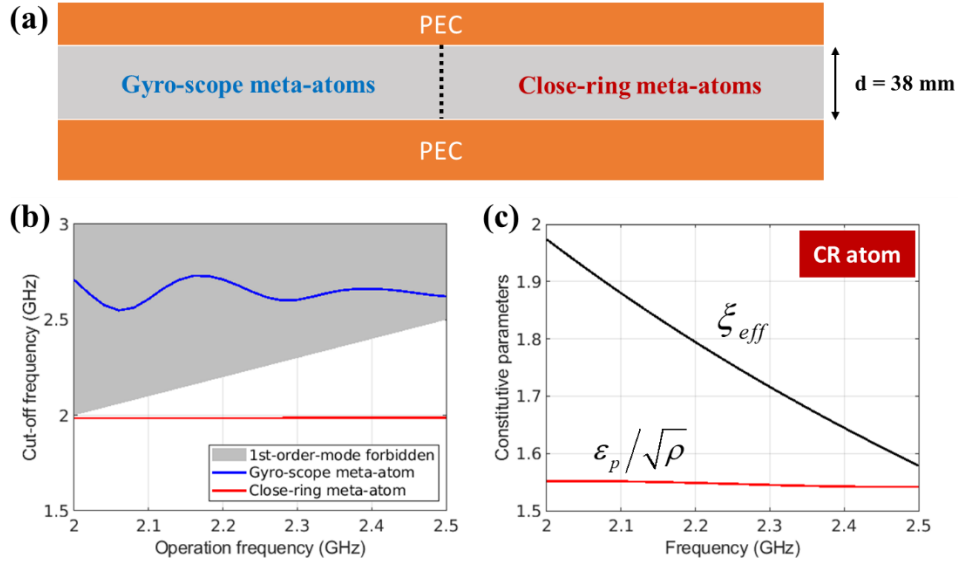 (a)
PEC
Gyro-scope meta-atoms
Close-ring meta-atoms
d = 38 mm
PEC
(b)
3
2.5
2
1.5
Cut-off frequency (GHz)
1st-order-mode forbidden
Gyro-scope meta-atom
Close-ring meta-atom
2
2.1
2.2
2.3
2.4
2.5
Operation frequency (GHz)
(c)
2
1.9
1.8
1.7
1.6
1.5
Constitutive parameters
CR atom
ξeff
εp/√ρ
2
2.1
2.2
2.3
2.4
2.5
Frequency (GHz)